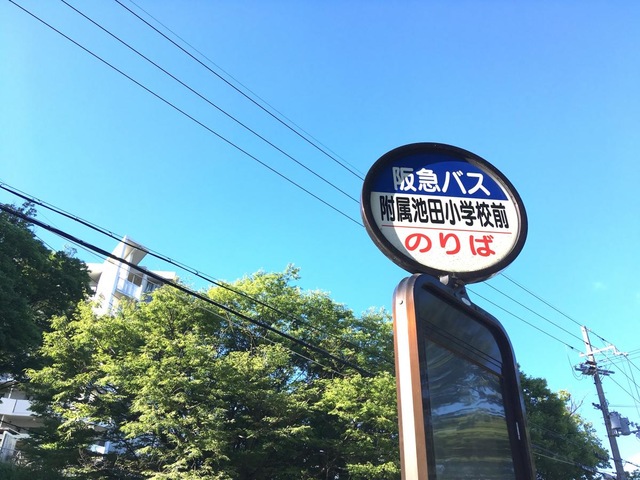 阪急バス
附属池田小学校前
のりば